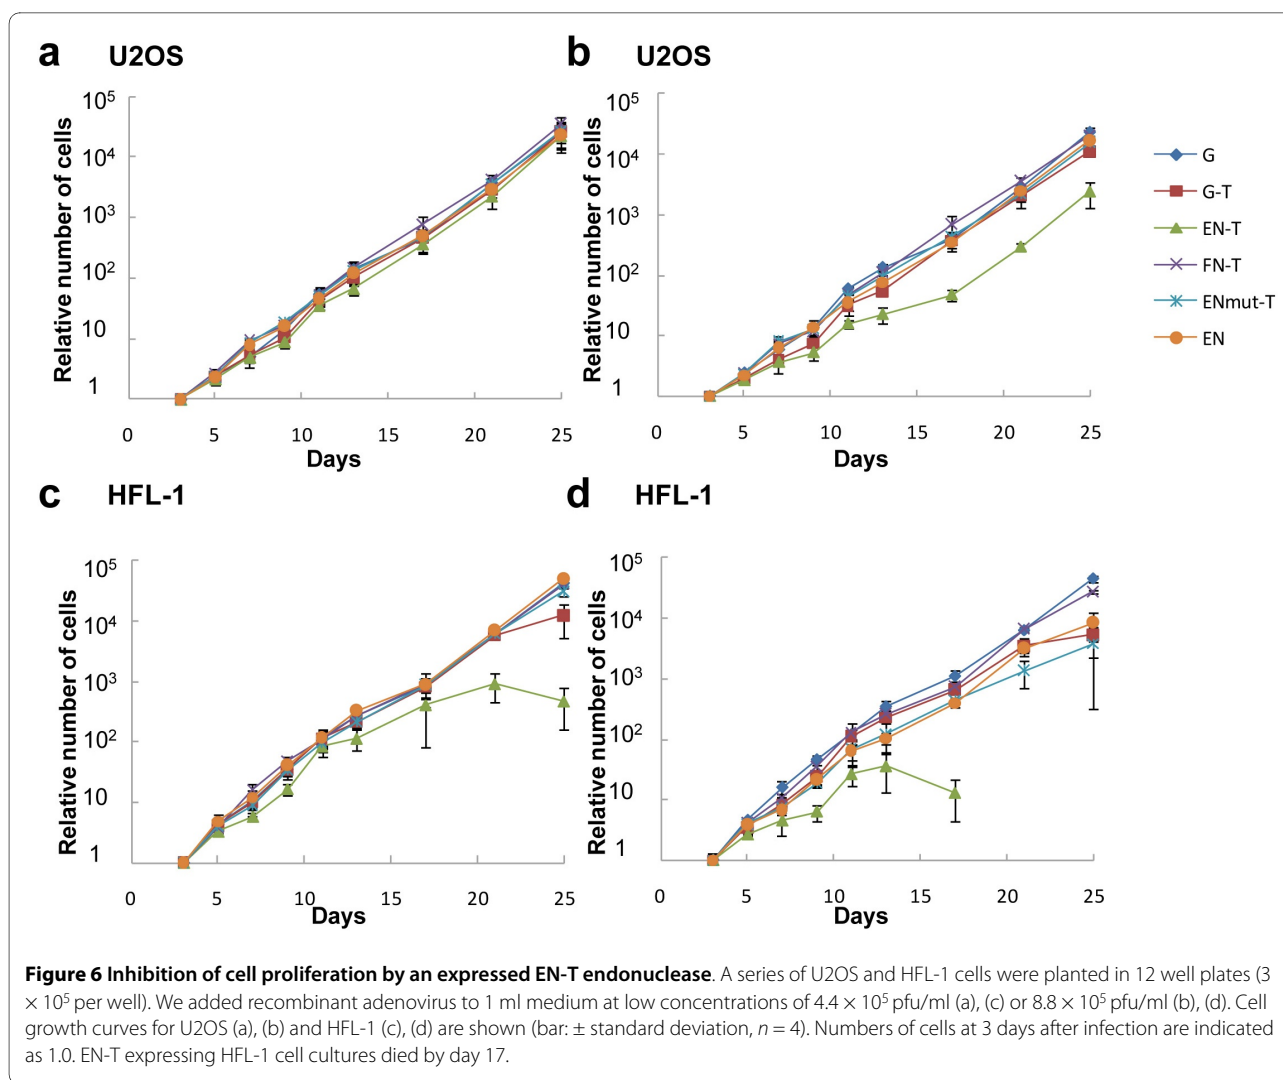 a U2OS
10⁵
10⁴
10³
10²
10
1
Relative number of cells
0 5 10 15 20 25
Days
b U2OS
10⁵
10⁴
10³
10²
10
1
Relative number of cells
0 5 10 15 20 25
Days
G
G-T
EN-T
FN-T
ENmut-T
EN
c HFL-1
10⁵
10⁴
10³
10²
10
1
Relative number of cells
0 5 10 15 20 25
Days
d HFL-1
10⁵
10⁴
10³
10²
10
1
Relative number of cells
0 5 10 15 20 25
Days
Figure 6 Inhibition of cell proliferation by an expressed EN-T endonuclease. A series of U2OS and HFL-1 cells were planted in 12 well plates (3
× 10⁵ per well). We added recombinant adenovirus to 1 ml medium at low concentrations of 4.4 × 10⁵ pfu/ml (a), (c) or 8.8 × 10⁵ pfu/ml (b), (d). Cell
growth curves for U2OS (a), (b) and HFL-1 (c), (d) are shown (bar: ± standard deviation, n = 4). Numbers of cells at 3 days after infection are indicated
as 1.0. EN-T expressing HFL-1 cell cultures died by day 17.